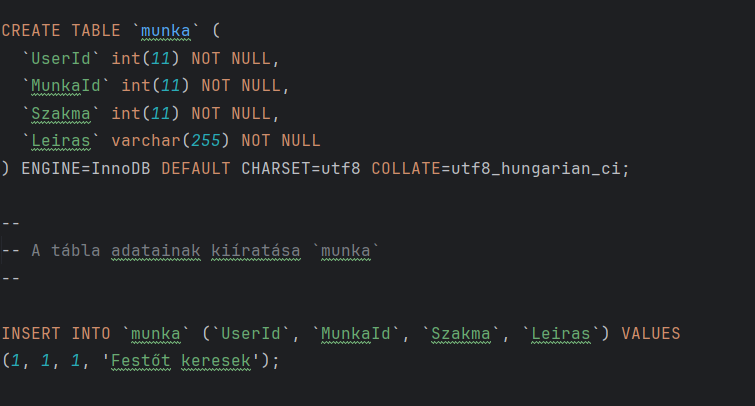 CREATE TABLE `munka` (
  `UserId` int(11) NOT NULL,
  `MunkaId` int(11) NOT NULL,
  `Szakma` int(11) NOT NULL,
  `Leiras` varchar(255) NOT NULL
) ENGINE=InnoDB DEFAULT CHARSET=utf8 COLLATE=utf8_hungarian_ci;
--
-- A tábla adatainak kiíratása `munka`
--
INSERT INTO `munka` (`UserId`, `MunkaId`, `Szakma`, `Leiras`) VALUES
(1, 1, 1, 'Festőt keresek');